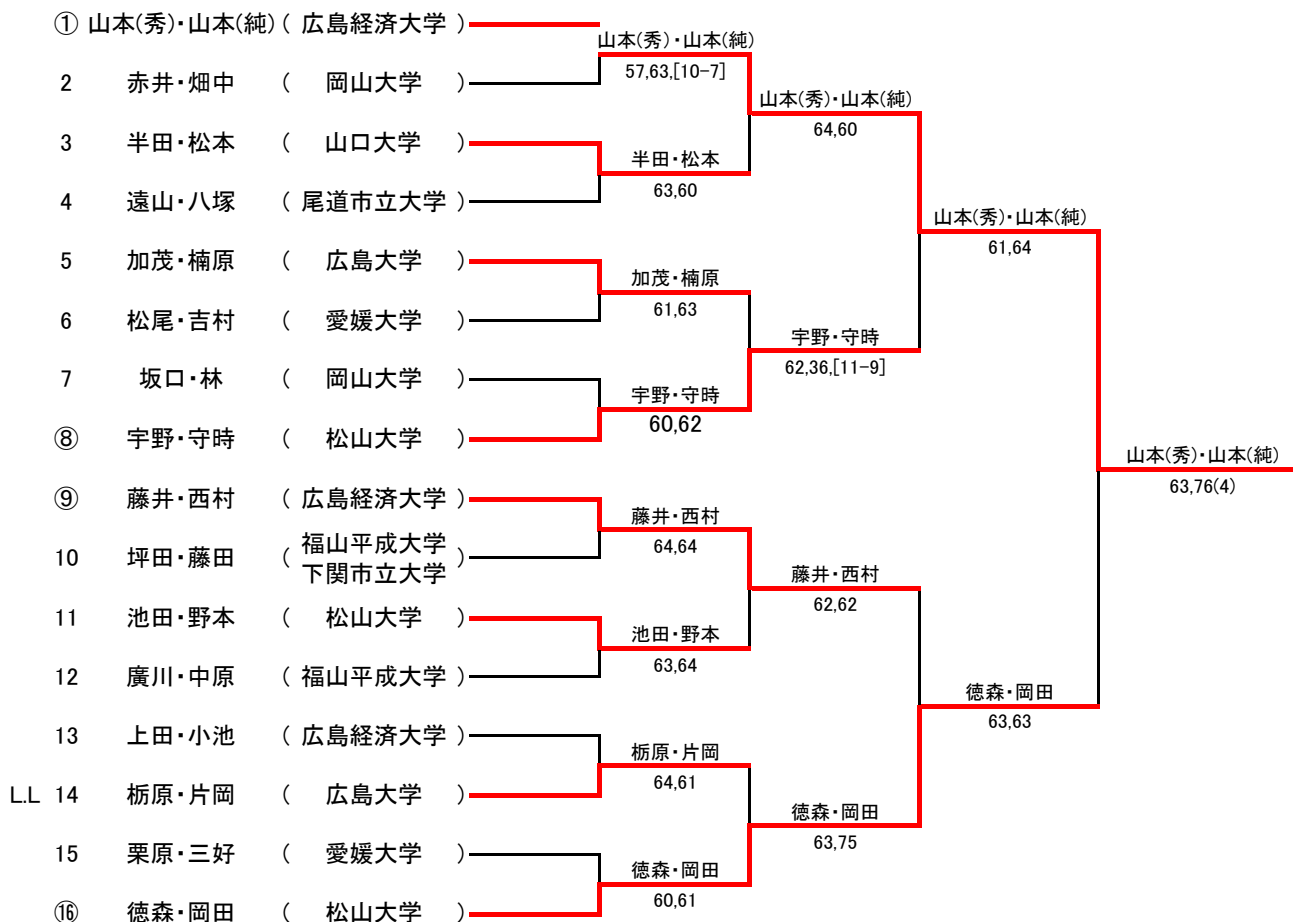 ① 山本(秀)・山本(純) ( 広島経済大学 )
2 赤井・畑中 ( 岡山大学 )
3 半田・松本 ( 山口大学 )
4 遠山・八塚 ( 尾道市立大学 )
5 加茂・楠原 ( 広島大学 )
6 松尾・吉村 ( 愛媛大学 )
7 坂口・林 ( 岡山大学 )
⑧ 宇野・守時 ( 松山大学 )
⑨ 藤井・西村 ( 広島経済大学 )
10 坪田・藤田 ( 福山平成大学
下関市立大学 )
11 池田・野本 ( 松山大学 )
12 廣川・中原 ( 福山平成大学 )
13 上田・小池 ( 広島経済大学 )
L.L 14 栃原・片岡 ( 広島大学 )
15 栗原・三好 ( 愛媛大学 )
⑯ 徳森・岡田 ( 松山大学 )
山本(秀)・山本(純)
57,63,[10-7]
半田・松本
63,60
加茂・楠原
61,63
宇野・守時
60,62
藤井・西村
64,64
池田・野本
63,64
栃原・片岡
64,61
徳森・岡田
60,61
山本(秀)・山本(純)
64,60
宇野・守時
62,36,[11-9]
藤井・西村
62,62
徳森・岡田
63,75
山本(秀)・山本(純)
61,64
徳森・岡田
63,63
山本(秀)・山本(純)
63,76(4)